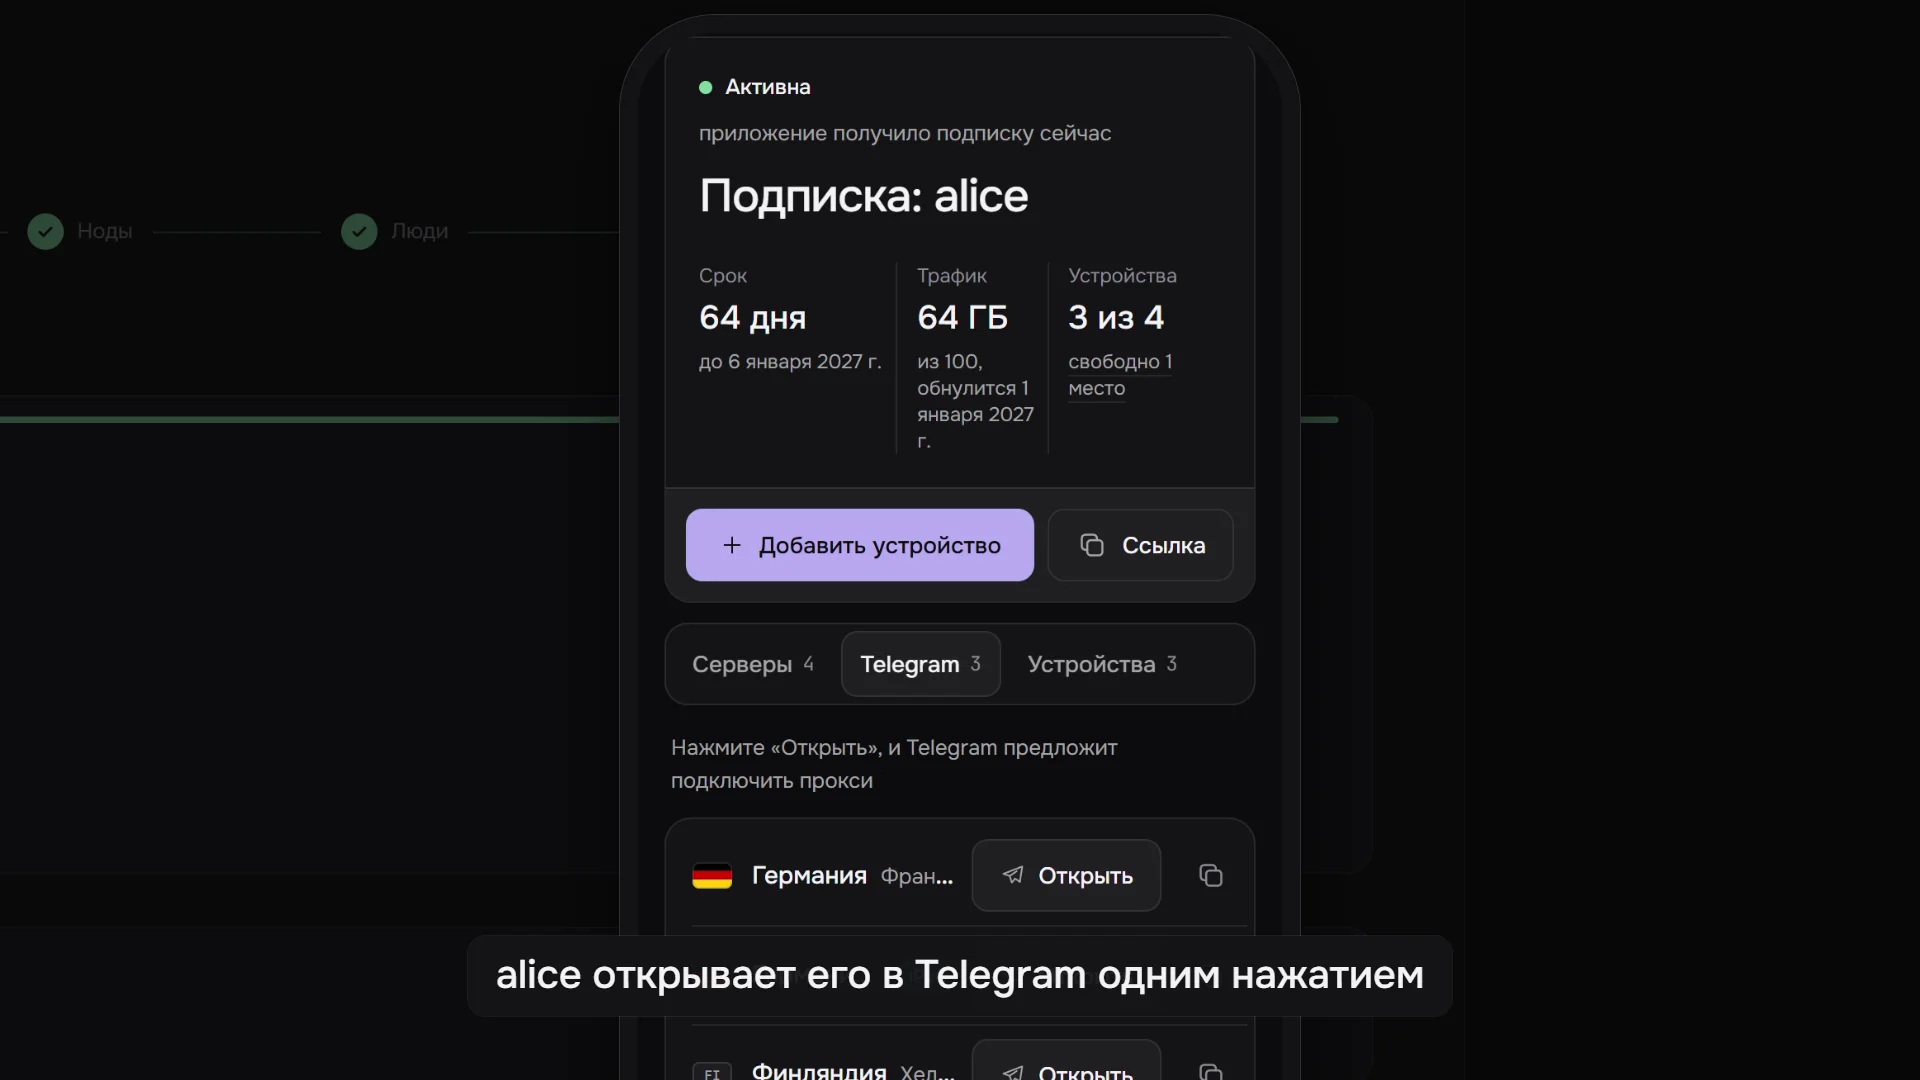 Активна
приложение получило подписку сейчас
Подписка: alice
Ноды
Люди
Срок
64 дня
до 6 января 2027 г.
Трафик
64 ГБ
из 100,
обнулится 1
января 2027
г.
Устройства
3 из 4
свободно 1
место
Добавить устройство
Ссылка
Серверы 4
Telegram 3
Устройства 3
Нажмите «Открыть», и Telegram предложит
подключить прокси
Германия Фран...
Открыть
alice открывает его в Telegram одним нажатием
FI Финляндия Хел...
Открыть